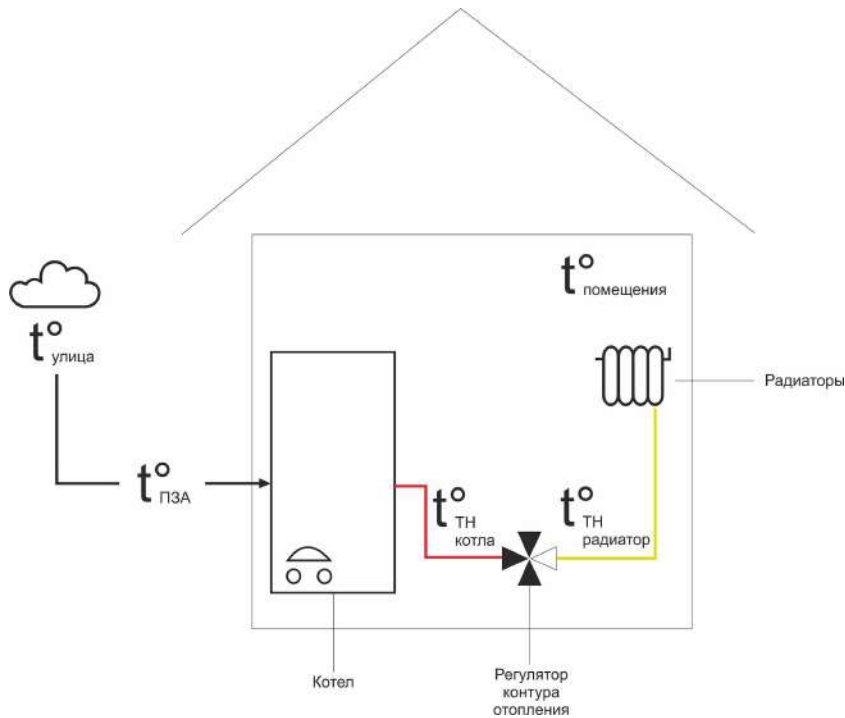 t° помещения
t° улица
Радиаторы
t° ПЗА
t° ТН котла
t° ТН радиатор
Котел
Регулятор
контура
отопления